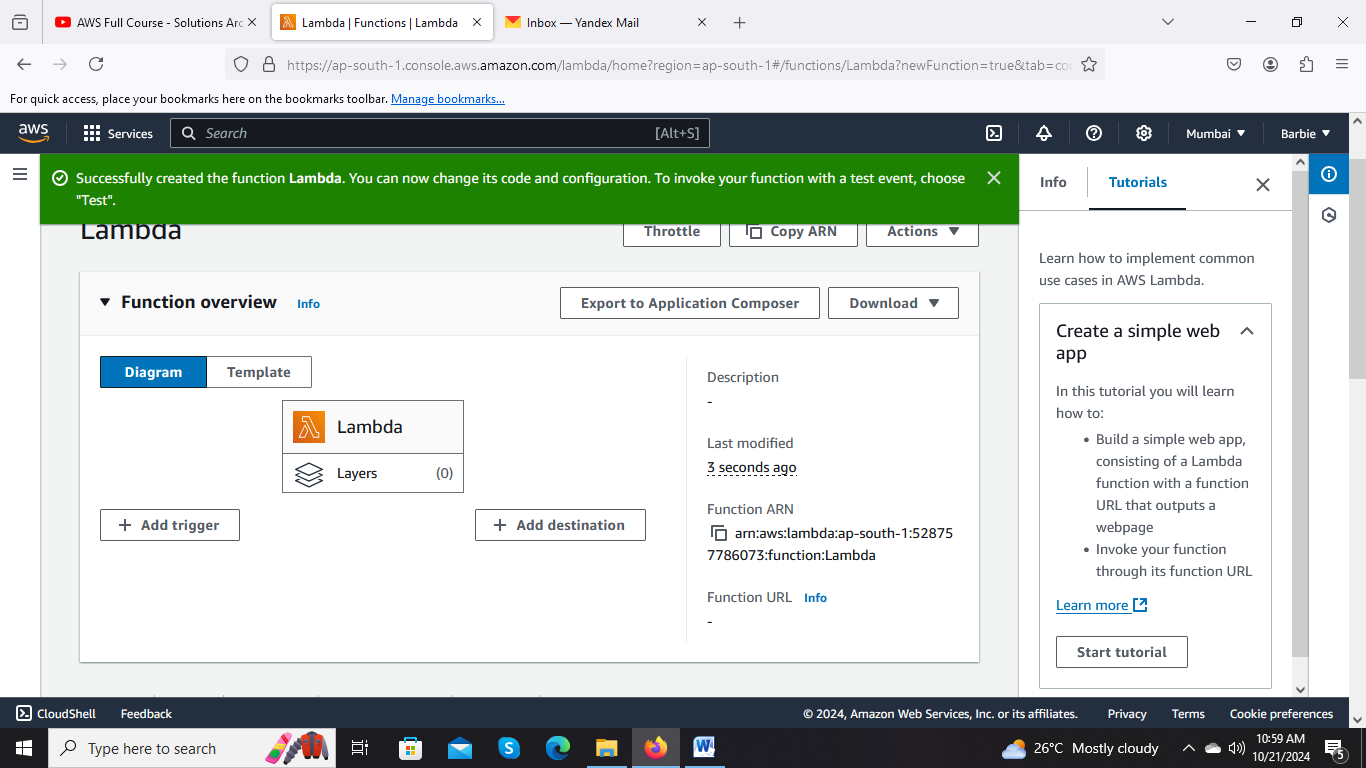 AWS Full Course - Solutions Arc
Lambda | Functions | Lambda
Inbox — Yandex Mail
https://ap-south-1.console.aws.amazon.com/lambda/home?region=ap-south-1#/functions/Lambda?newFunction=true&tab=coc
For quick access, place your bookmarks here on the bookmarks toolbar. Manage bookmarks...
aws
Services
Search
[Alt+S]
Mumbai
Barbie
Successfully created the function Lambda. You can now change its code and configuration. To invoke your function with a test event, choose
"Test".
Lambda
Throttle
Copy ARN
Actions
Function overview
Info
Export to Application Composer
Download
Diagram
Template
Lambda
Layers
(0)
Add trigger
Add destination
Description
-
Last modified
3 seconds ago
Function ARN
arn:aws:lambda:ap-south-1:52875
7786073:function:Lambda
Function URL
Info
-
Info
Tutorials
Learn how to implement common
use cases in AWS Lambda.
Create a simple web
app
In this tutorial you will learn
how to:
• Build a simple web app,
consisting of a Lambda
function with a function
URL that outputs a
webpage
• Invoke your function
through its function URL
Learn more
Start tutorial
CloudShell
Feedback
© 2024, Amazon Web Services, Inc. or its affiliates.
Privacy
Terms
Cookie preferences
Type here to search
26°C Mostly cloudy
10:59 AM
10/21/2024
5